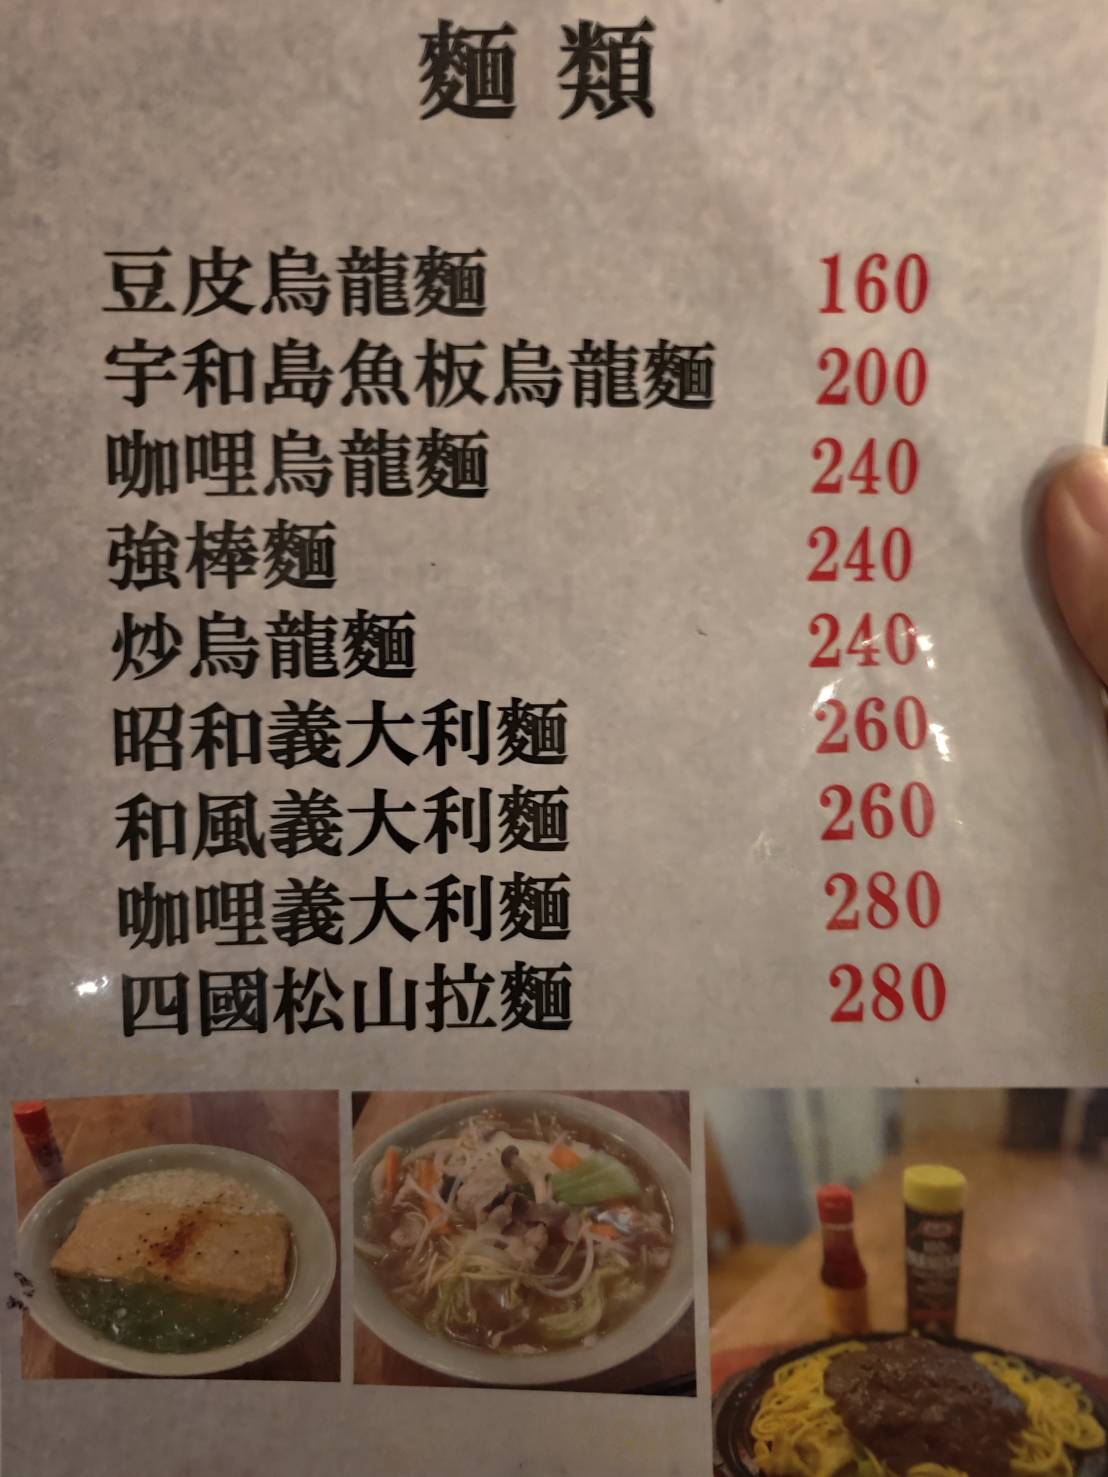 麵類
豆皮烏龍麵 160
宇和島魚板烏龍麵 200
咖哩烏龍麵 240
強棒麵 240
炒烏龍麵 240
昭和義大利麵 260
和風義大利麵 260
咖哩義大利麵 280
四國松山拉麵 280